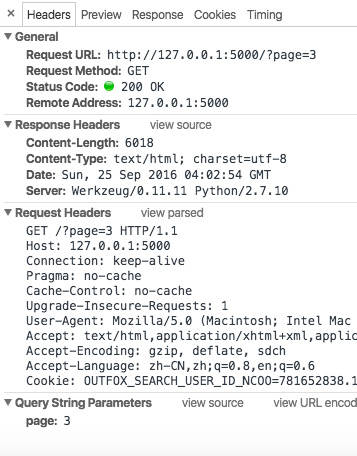 × Headers Preview Response Cookies Timing
▼ General
Request URL: http://127.0.0.1:5000/?page=3
Request Method: GET
Status Code: 200 OK
Remote Address: 127.0.0.1:5000
▼ Response Headers view source
Content-Length: 6018
Content-Type: text/html; charset=utf-8
Date: Sun, 25 Sep 2016 04:02:54 GMT
Server: Werkzeug/0.11.11 Python/2.7.10
▼ Request Headers view parsed
GET /?page=3 HTTP/1.1
Host: 127.0.0.1:5000
Connection: keep-alive
Pragma: no-cache
Cache-Control: no-cache
Upgrade-Insecure-Requests: 1
User-Agent: Mozilla/5.0 (Macintosh; Intel Mac
Accept: text/html,application/xhtml+xml,applic
Accept-Encoding: gzip, deflate, sdch
Accept-Language: zh-CN,zh;q=0.8,en;q=0.6
Cookie: OUTFOX_SEARCH_USER_ID_NCOO=781652838.1
▼ Query String Parameters view source view URL encod
page: 3